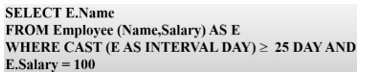 SELECT E.Name
FROM Employee (Name,Salary) AS E
WHERE CAST (E AS INTERVAL DAY) ≥ 25 DAY AND
E.Salary = 100